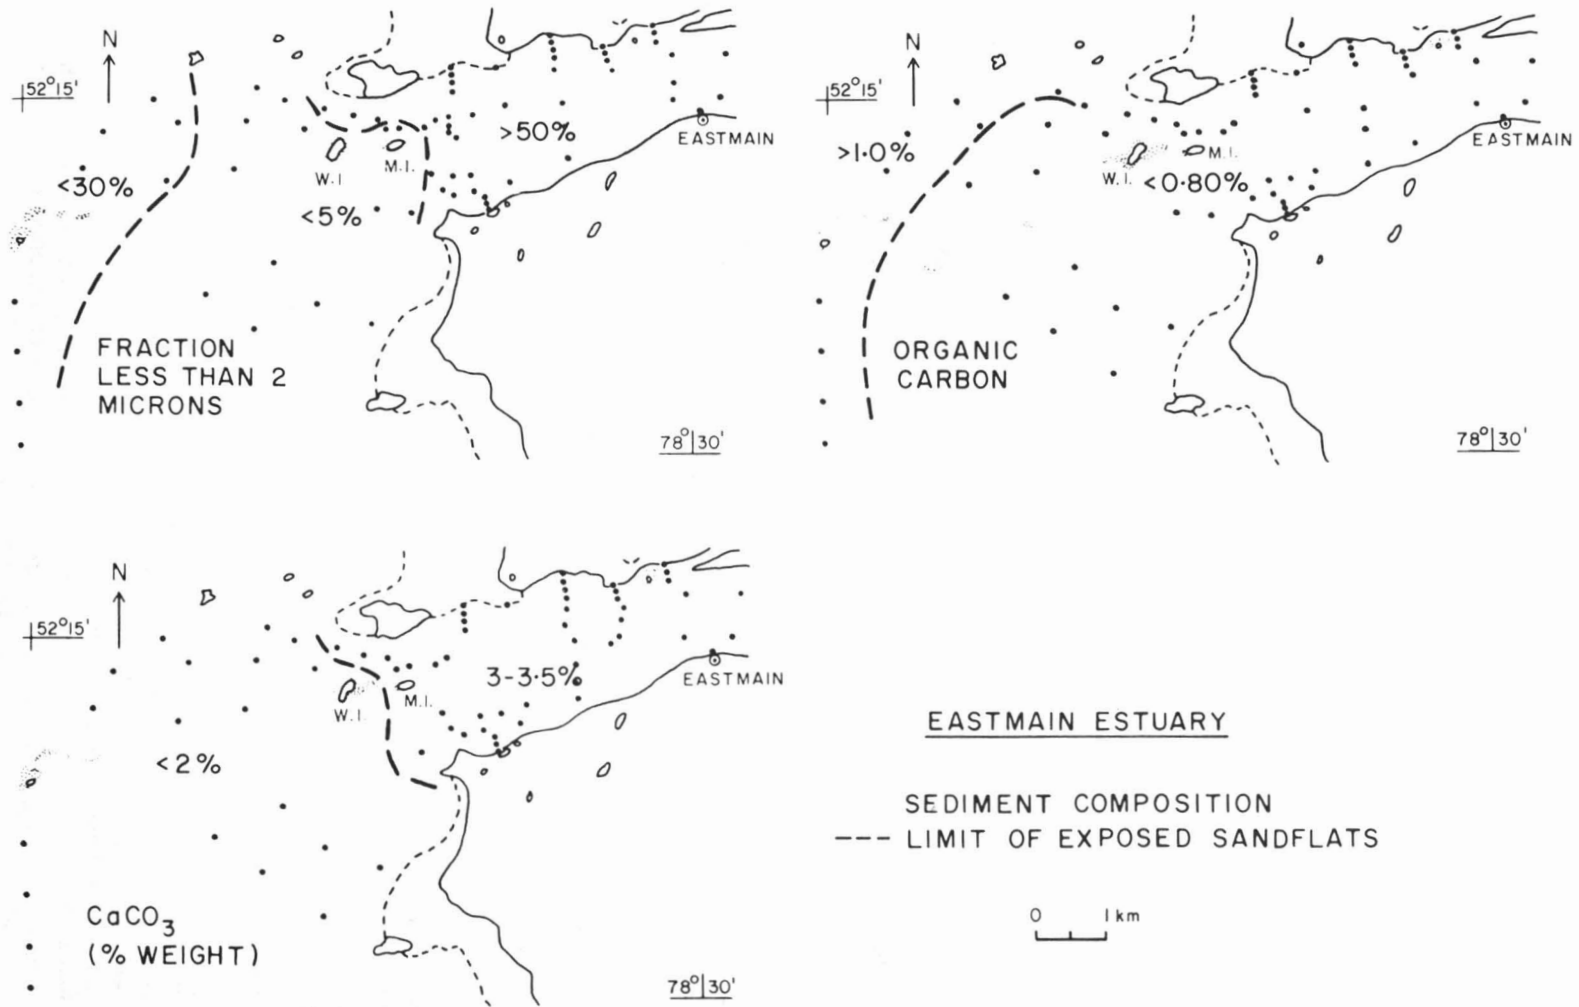 N
52°15'
>50%
EASTMAIN
<30%
W.I
M.I.
<5%
FRACTION
LESS THAN 2
MICRONS
78°30'
N
52°15'
EASTMAIN
>1·0%
M.I.
W.I. <0·80%
ORGANIC
CARBON
78°30'
N
52°15'
3-3·5%
EASTMAIN
W.I.
M.I.
<2%
CaCO3
(% WEIGHT)
78°30'
EASTMAIN ESTUARY
SEDIMENT COMPOSITION
--- LIMIT OF EXPOSED SANDFLATS
0 1 km